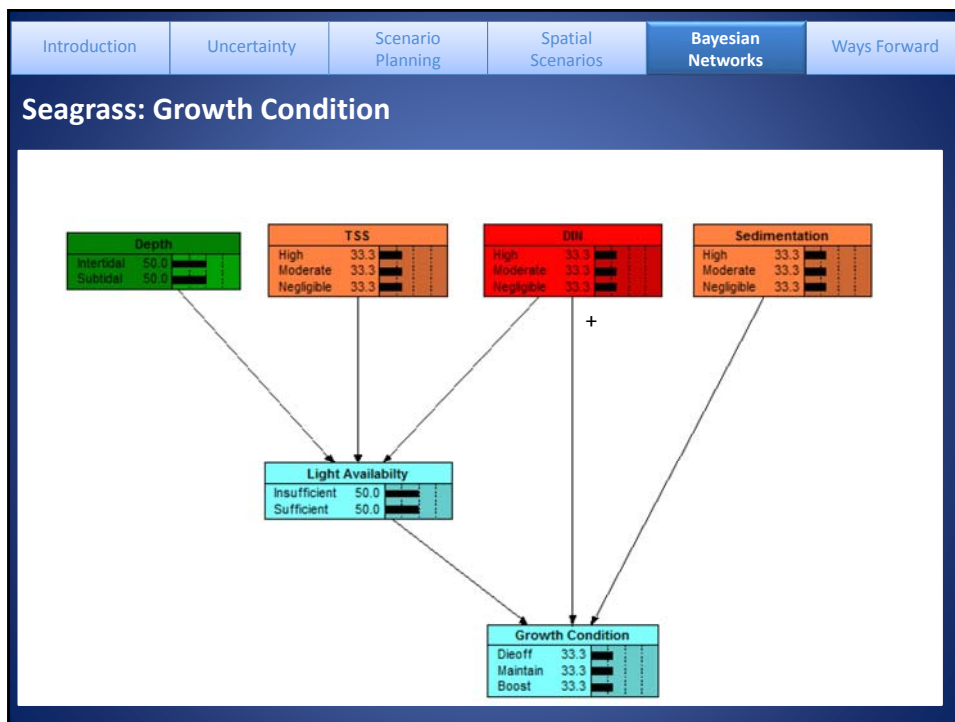 Introduction
Uncertainty
Scenario
Planning
Spatial
Scenarios
Bayesian
Networks
Ways Forward
Seagrass: Growth Condition
Depth
Intertidal 50.0
Subtidal 50.0
TSS
High 33.3
Moderate 33.3
Negligible 33.3
DIN
High 33.3
Moderate 33.3
Negligible 33.3
Sedimentation
High 33.3
Moderate 33.3
Negligible 33.3
+
Light Availabilty
Insufficient 50.0
Sufficient 50.0
Growth Condition
Dieoff 33.3
Maintain 33.3
Boost 33.3